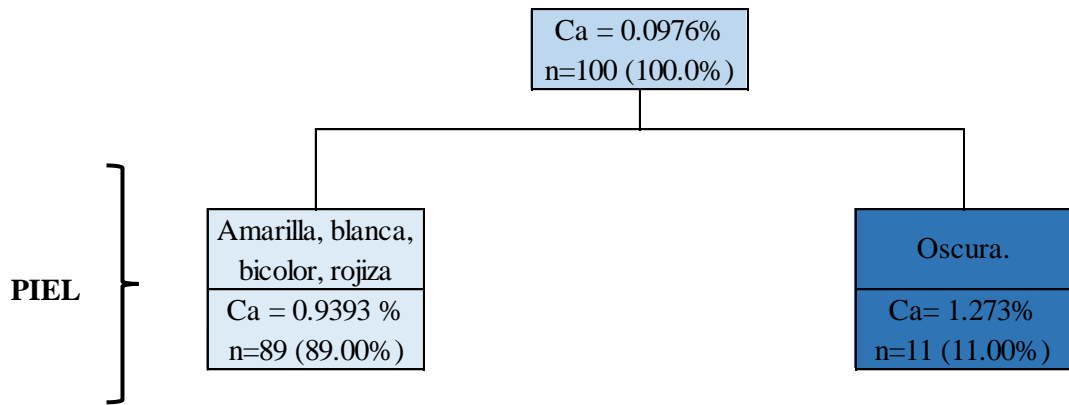 Ca = 0.0976%
n=100 (100.0%)
PIEL
Amarilla, blanca,
bicolor, rojiza
Ca = 0.9393 %
n=89 (89.00%)
Oscura.
Ca= 1.273%
n=11 (11.00%)